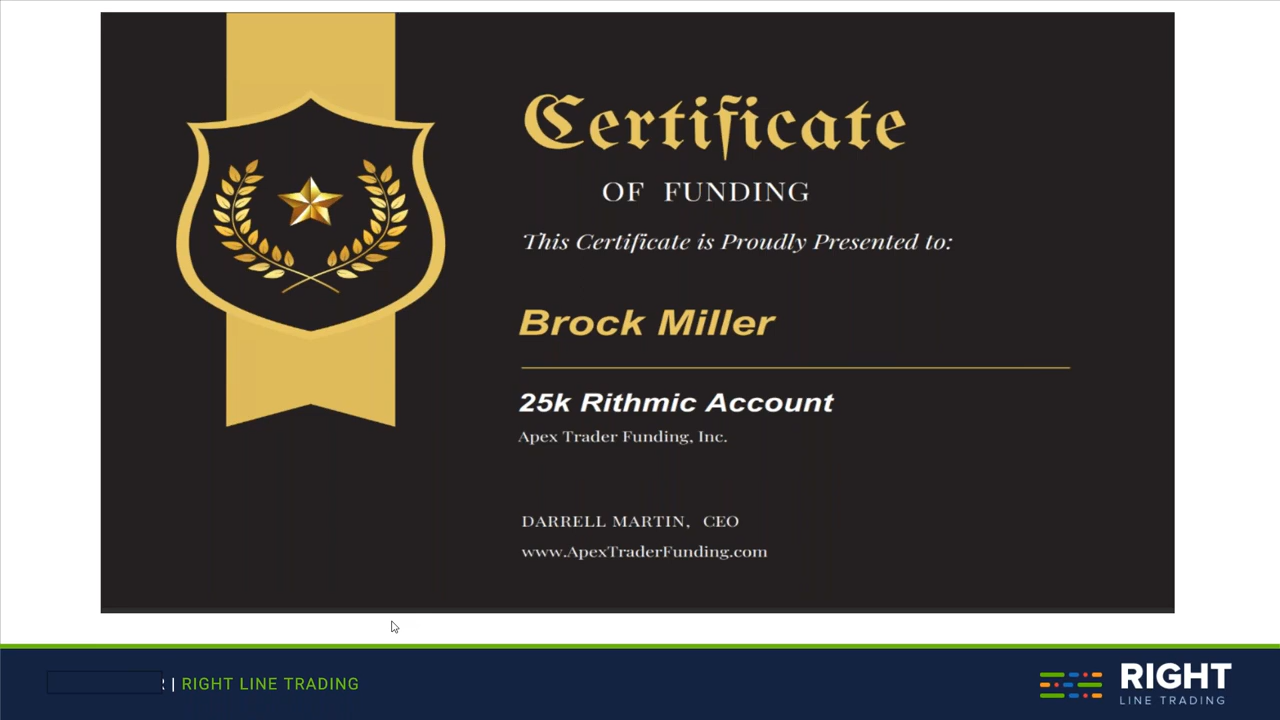 Certificate
OF FUNDING
This Certificate is Proudly Presented to:
Brock Miller
25k Rithmic Account
Apex Trader Funding, Inc.
DARRELL MARTIN, CEO
www.ApexTraderFunding.com
| RIGHT LINE TRADING
RIGHT
LINE TRADING